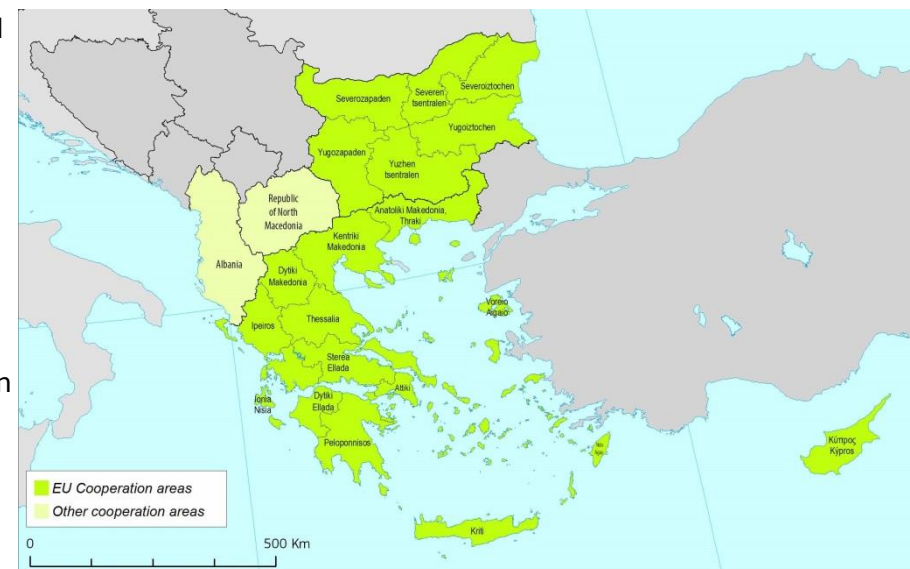 Severozapaden
Severen
tsentralen
Severoiztochen
Yugozapaden
Yuzhen
tsentralen
Yugoiztochen
Republic
of North
Macedonia
Albania
Anatoliki Makedonia,
Thraki
Kentriki
Makedonia
Dytiki
Makedonia
Ipeiros
Thessalia
Voreio
Aigaio
Sterea
Ellada
Ionia
Nisia
Dytiki
Ellada
Attiki
Peloponnisos
Κύπρος
Kýpros
Kriti
EU Cooperation areas
Other cooperation areas
0
500 Km